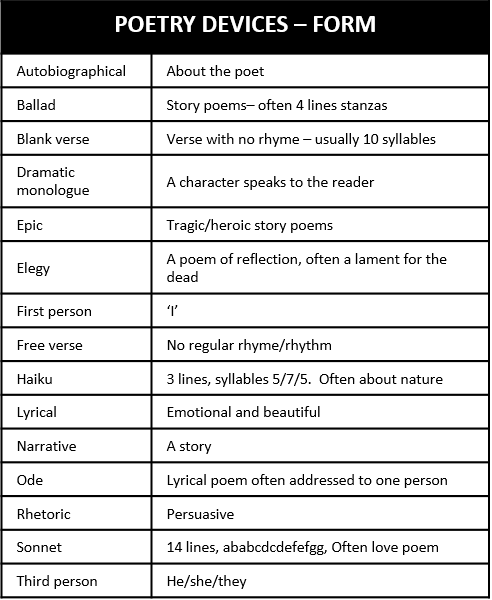 POETRY DEVICES – FORM
Autobiographical About the poet
Ballad Story poems– often 4 lines stanzas
Blank verse Verse with no rhyme – usually 10 syllables
Dramatic
monologue
A character speaks to the reader
Epic Tragic/heroic story poems
Elegy
A poem of reflection, often a lament for the
dead
First person ‘I’
Free verse No regular rhyme/rhythm
Haiku 3 lines, syllables 5/7/5. Often about nature
Lyrical Emotional and beautiful
Narrative A story
Ode Lyrical poem often addressed to one person
Rhetoric Persuasive
Sonnet 14 lines, ababcdcdefefgg, Often love poem
Third person He/she/they